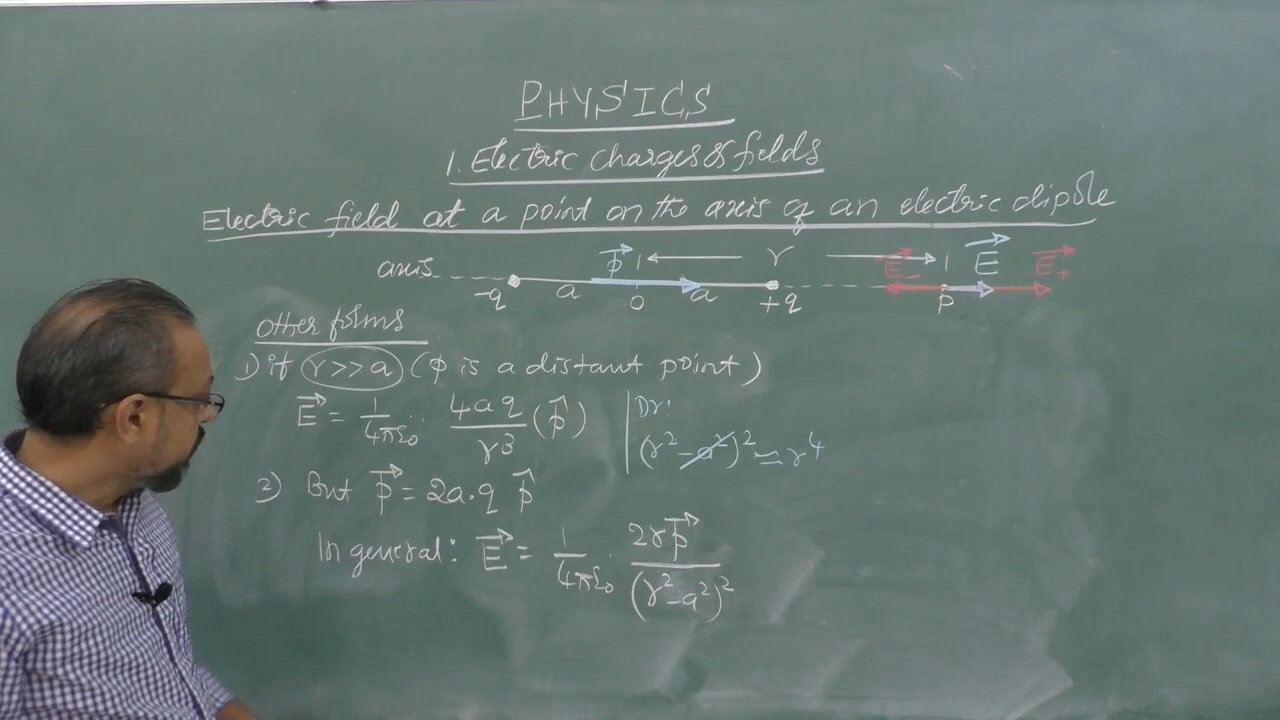 PHYSICS
1. Electric charges & fields
Electric field at a point on the axis of an electric dipole
axis -q a p⃗ O a r +q E⃗₋ P E⃗ E⃗₊
Other forms
1) if r >> a (p is a distant point)
E⃗ = 1/4πε₀ · 4aq/r³ (p̂)
Dr:
(r² - a²)² ≃ r⁴
2) But p⃗ = 2a.q p̂
In general: E⃗ = 1/4πε₀ · 2rp⃗/(r² - a²)²